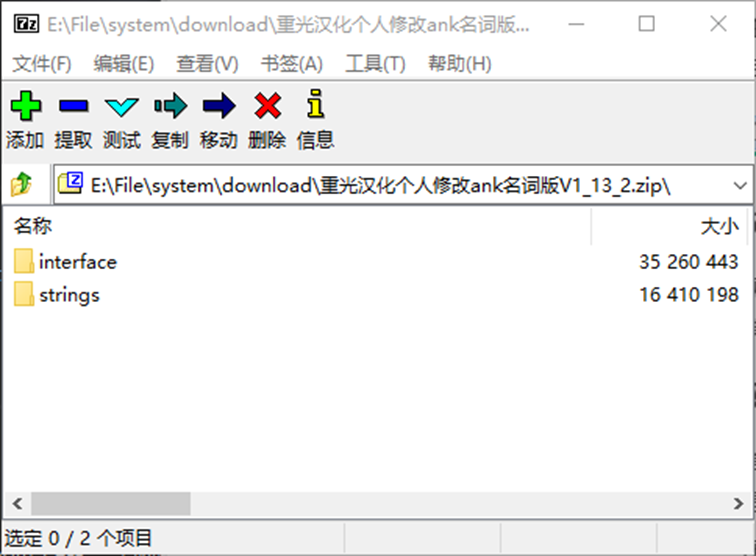 7z E:\File\system\download\重光汉化个人修改ank名词版...
文件(F) 编辑(E) 查看(V) 书签(A) 工具(T) 帮助(H)
添加 提取 测试 复制 移动 删除 信息
E:\File\system\download\重光汉化个人修改ank名词版V1_13_2.zip\
名称 大小
interface 35 260 443
strings 16 410 198
选定 0 / 2 个项目